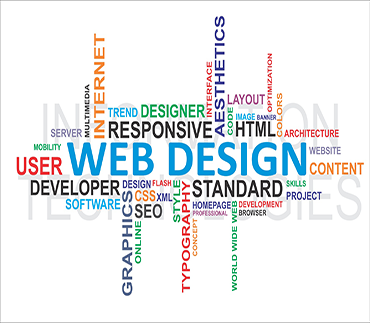 INTERNET
MULTIMEDIA
TREND
DESIGNER
INTERFACE
AESTHETICS
LAYOUT
OPTIMIZATION
COLORS
CODE
IMAGE
BANNER
SERVER
RESPONSIVE
HTML
ARCHITECTURE
INFORMATION
MOBILITY
WEB DESIGN
WEBSITE
USER
CONTENT
DEVELOPER
DESIGN
FLASH
STANDARD
SKILLS
TECHNOLOGIES
SOFTWARE
CSS
XML
STYLE
PROJECT
GRAPHICS
ONLINE
SEO
TYPOGRAPHY
CONCEPT
HOMEPAGE
PROFESSIONAL
WORLD WIDE WEB
DEVELOPMENT
BROWSER